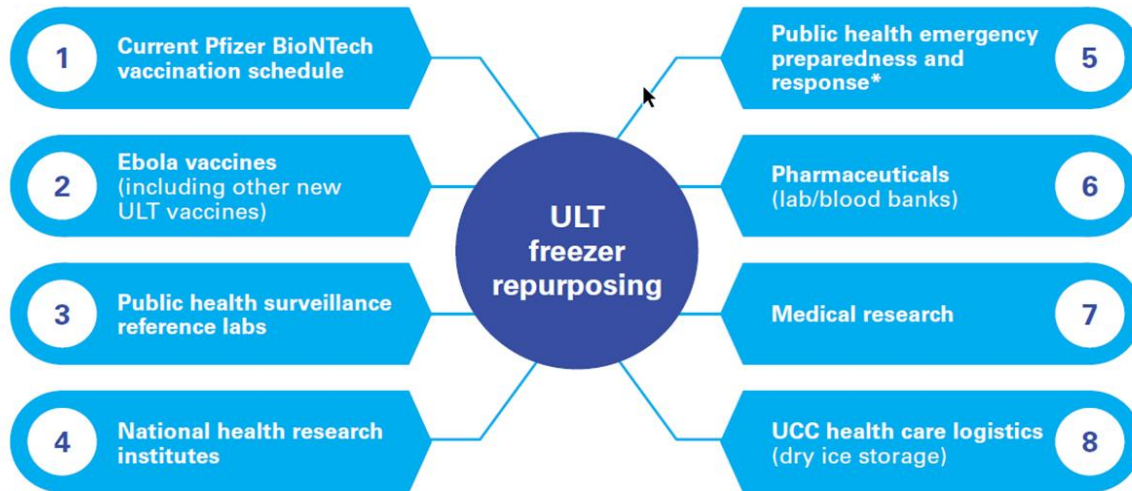 1
Current Pfizer BioNTech
vaccination schedule
2
Ebola vaccines
(including other new
ULT vaccines)
3
Public health surveillance
reference labs
4
National health research
institutes
ULT
freezer
repurposing
Public health emergency
preparedness and
response*
5
Pharmaceuticals
(lab/blood banks)
6
Medical research
7
UCC health care logistics
(dry ice storage)
8